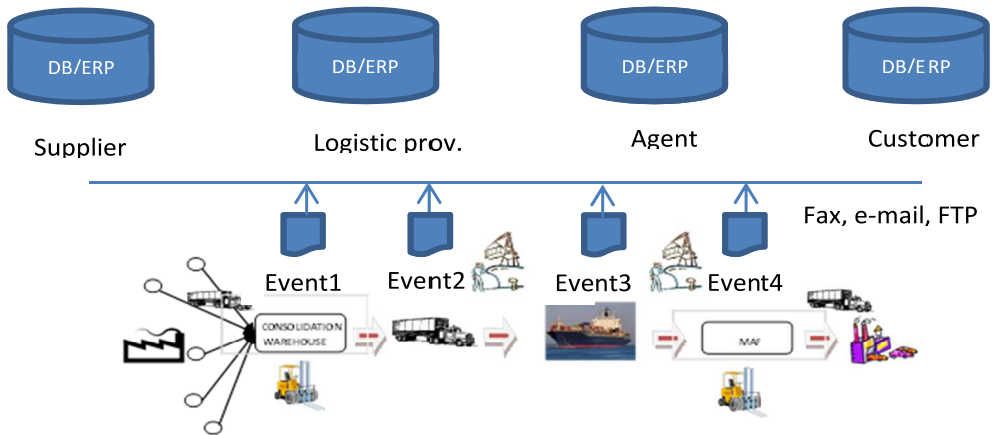 DB/ERP
DB/ERP
DB/ERP
DB/ERP
Supplier
Logistic prov.
Agent
Customer
Fax, e-mail, FTP
Event1
Event2
Event3
Event4
CONSOLIDATION
WAREHOUSE